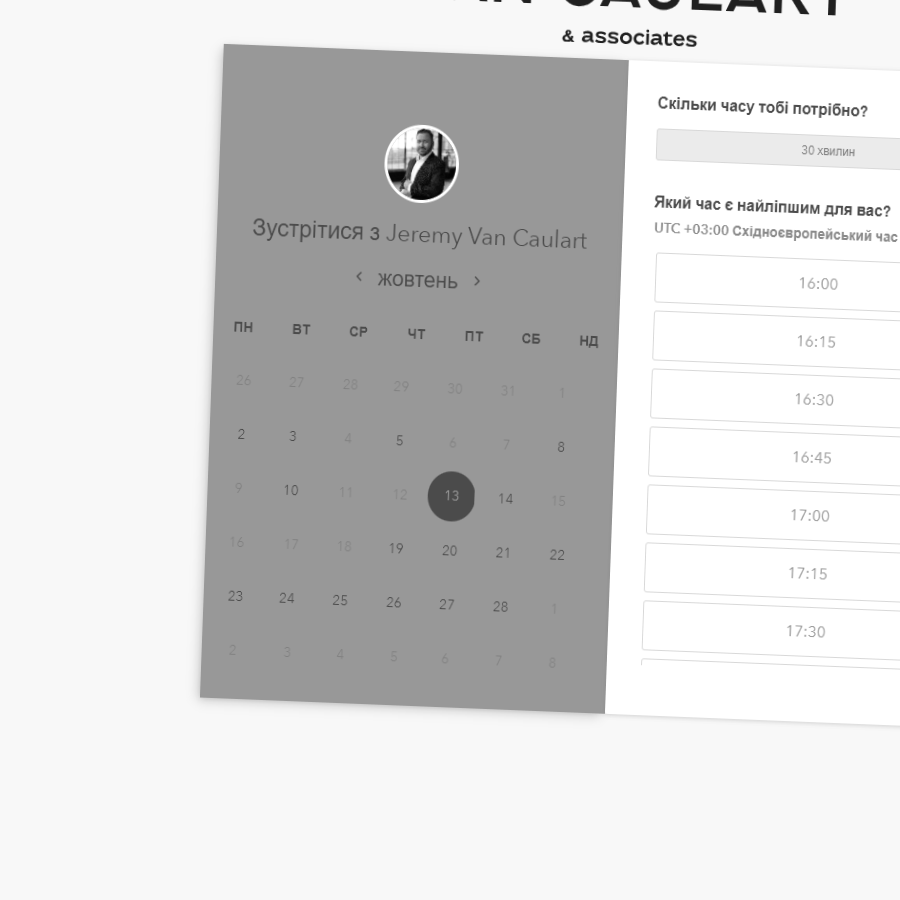 & associates
Зустрітися з Jeremy Van Caulart
‹ жовтень ›
ПН ВТ СР ЧТ ПТ СБ НД
26 27 28 29 30 31 1
2 3 4 5 6 7 8
9 10 11 12 13 14 15
16 17 18 19 20 21 22
23 24 25 26 27 28 1
2 3 4 5 6 7 8
Скільки часу тобі потрібно?
30 хвилин
Який час є найліпшим для вас?
UTC +03:00 Східноєвропейський час
16:00
16:15
16:30
16:45
17:00
17:15
17:30